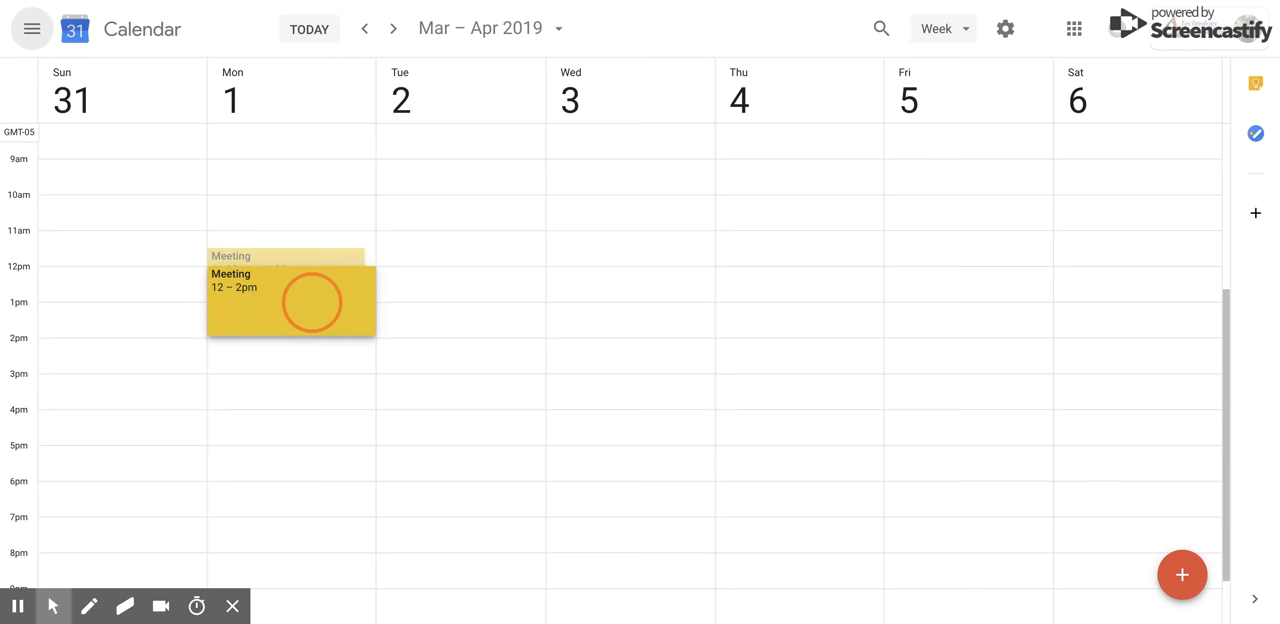 31
Calendar
TODAY
Mar – Apr 2019
Week
powered by
Screencastify
Sun
31
Mon
1
Tue
2
Wed
3
Thu
4
Fri
5
Sat
6
GMT-05
9am
10am
11am
12pm
1pm
2pm
3pm
4pm
5pm
6pm
7pm
8pm
Meeting
Meeting
12 – 2pm